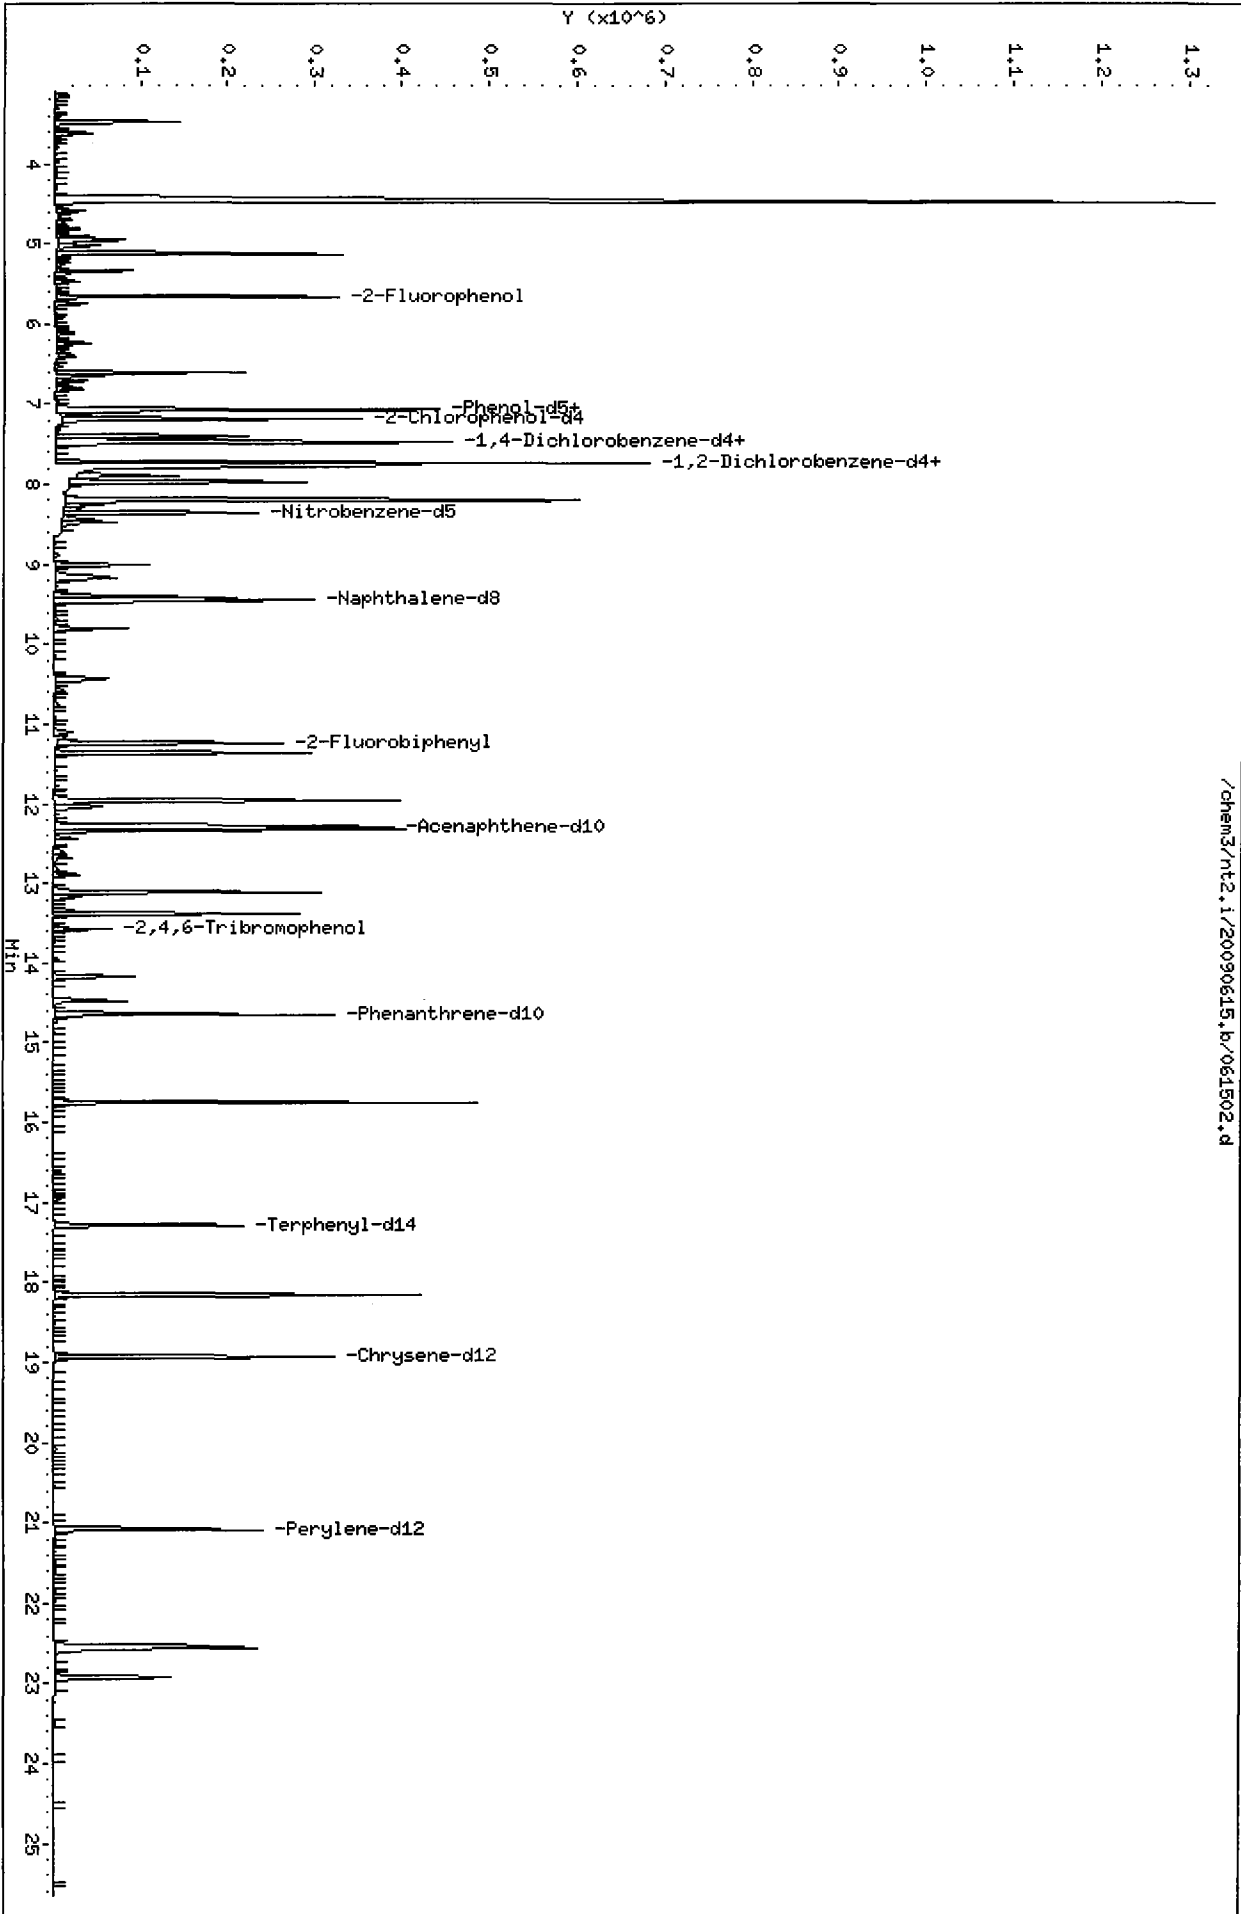 /chem3/nt2.i/20090615.b/061502.d
Y (x10^6)
0.1
0.2
0.3
0.4
0.5
0.6
0.7
0.8
0.9
1.0
1.1
1.2
1.3
-2-Fluorophenol
-Phenol-d5+
-2-Chlorophenol-d4
-1,4-Dichlorobenzene-d4+
-1,2-Dichlorobenzene-d4+
-Nitrobenzene-d5
-Naphthalene-d8
-2-Fluorobiphenyl
-Acenaphthene-d10
-2,4,6-Tribromophenol
-Phenanthrene-d10
-Terphenyl-d14
-Chrysene-d12
-Perylene-d12
4
5
6
7
8
9
10
11
12
13
14
15
16
17
18
19
20
21
22
23
24
25
Min